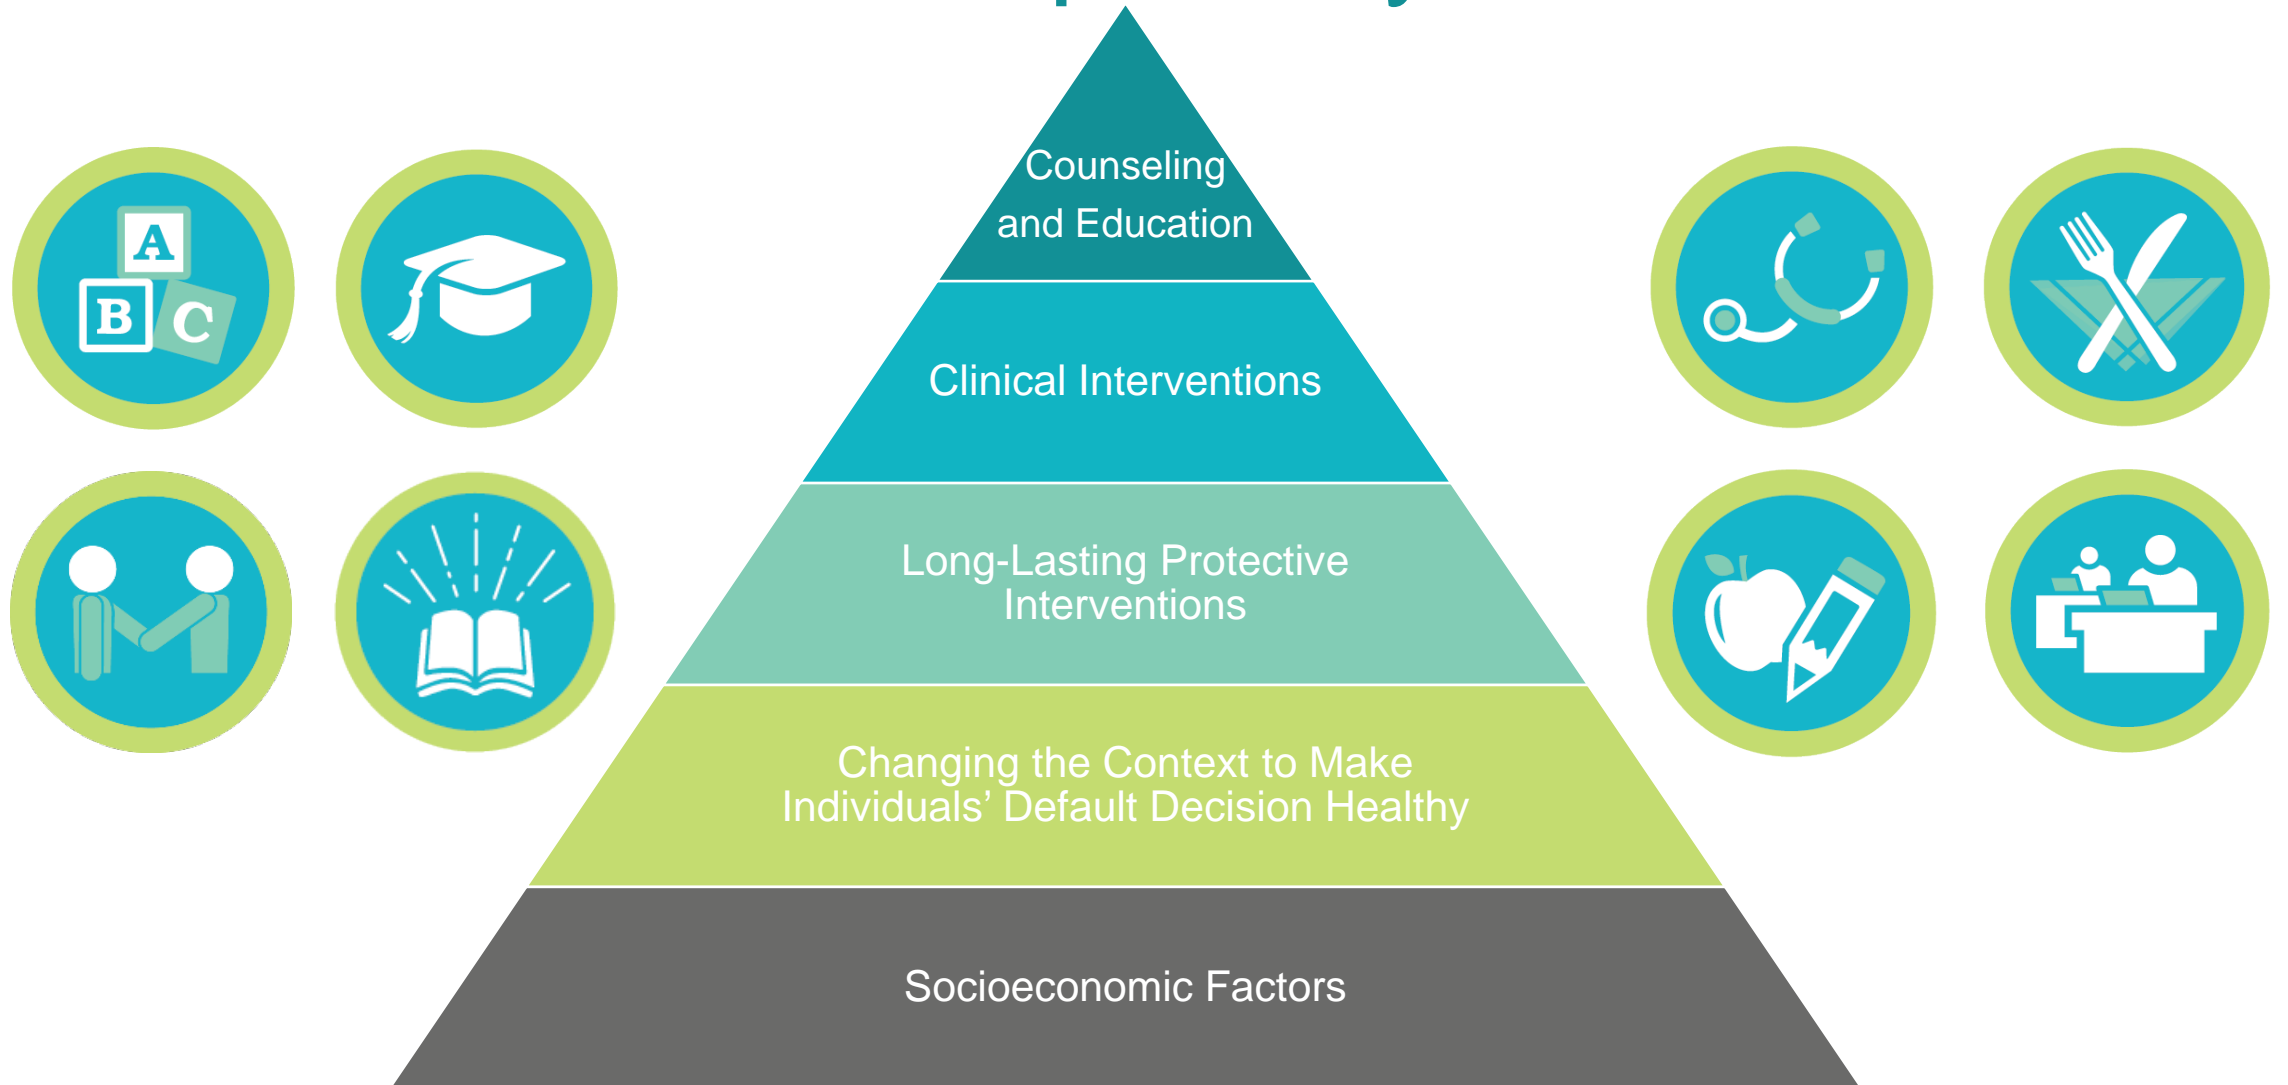 Counseling
and Education
A
B
C
Clinical Interventions
Long-Lasting Protective
Interventions
Changing the Context to Make
Individuals’ Default Decision Healthy
Socioeconomic Factors